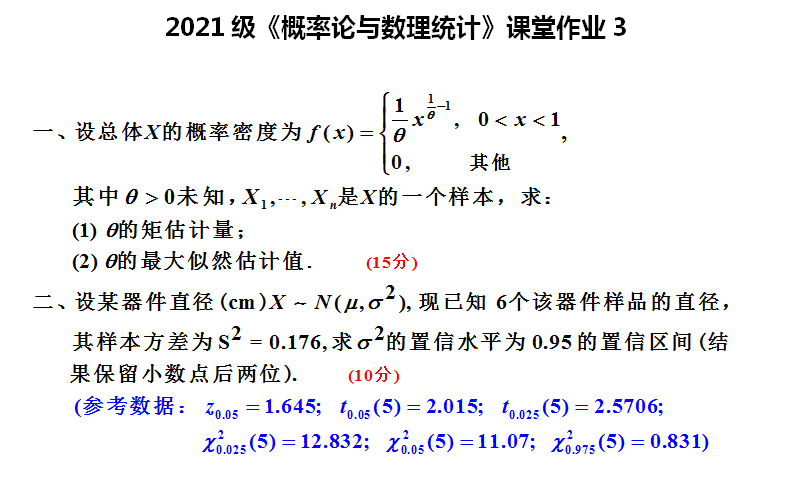 2021 级《概率论与数理统计》课堂作业 3
一、设总体X的概率密度为 f(x) = { 1/θ x^(1/θ −1), 0 < x < 1,
0, 其他
其中 θ > 0未知, X₁, ⋯, Xₙ是X的一个样本, 求:
(1) θ的矩估计量;
(2) θ的最大似然估计值. (15分)
二、设某器件直径(cm)X ~ N(μ, σ²), 现已知 6个该器件样品的直径,
其样本方差为 S² = 0.176, 求σ²的置信水平为 0.95 的置信区间(结
果保留小数点后两位). (10分)
(参考数据: z₀.₀₅ = 1.645; t₀.₀₅(5) = 2.015; t₀.₀₂₅(5) = 2.5706;
χ²₀.₀₂₅(5) = 12.832; χ²₀.₀₅(5) = 11.07; χ²₀.₉₇₅(5) = 0.831)